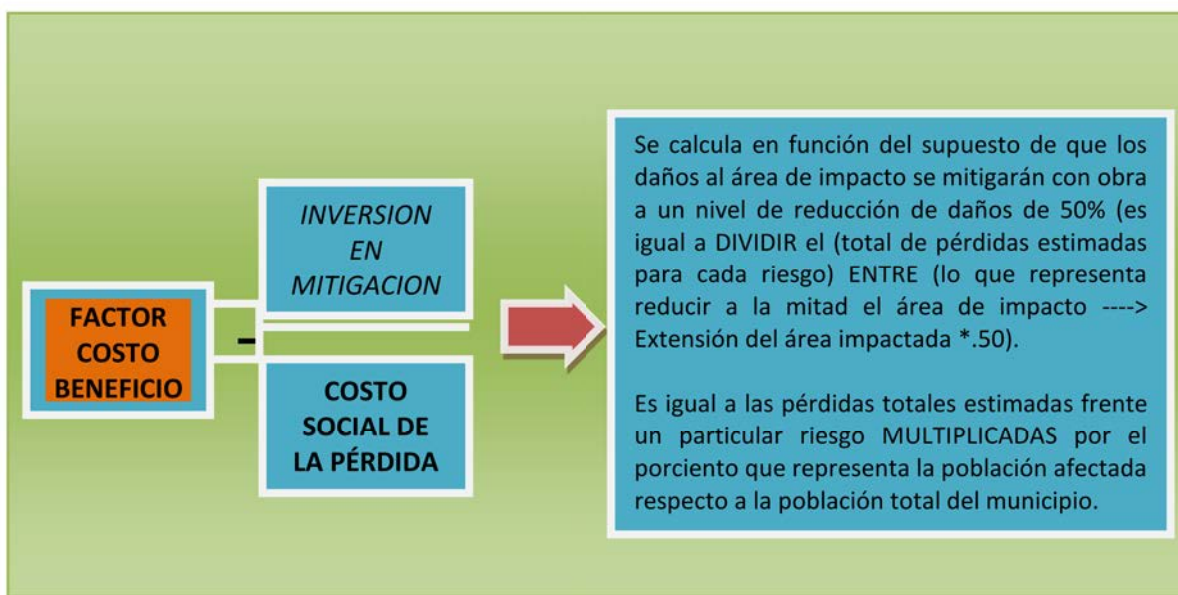 FACTOR
COSTO
BENEFICIO
INVERSION
EN
MITIGACION
COSTO
SOCIAL DE
LA PÉRDIDA
Se calcula en función del supuesto de que los
daños al área de impacto se mitigarán con obra
a un nivel de reducción de daños de 50% (es
igual a DIVIDIR el (total de pérdidas estimadas
para cada riesgo) ENTRE (lo que representa
reducir a la mitad el área de impacto ---->
Extensión del área impactada *.50).
Es igual a las pérdidas totales estimadas frente
un particular riesgo MULTIPLICADAS por el
porciento que representa la población afectada
respecto a la población total del municipio.